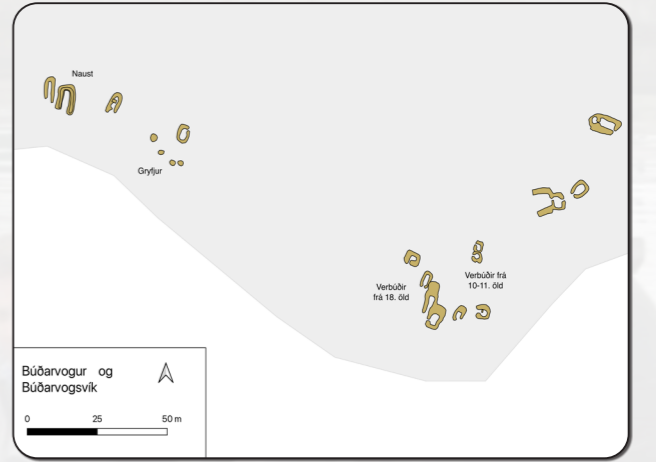 Naust
Gryfjur
Verbúðir
frá 18. öld
Verbúðir frá
10-11. öld
Búðarvogur og
Búðarvogsvík
0 25 50 m